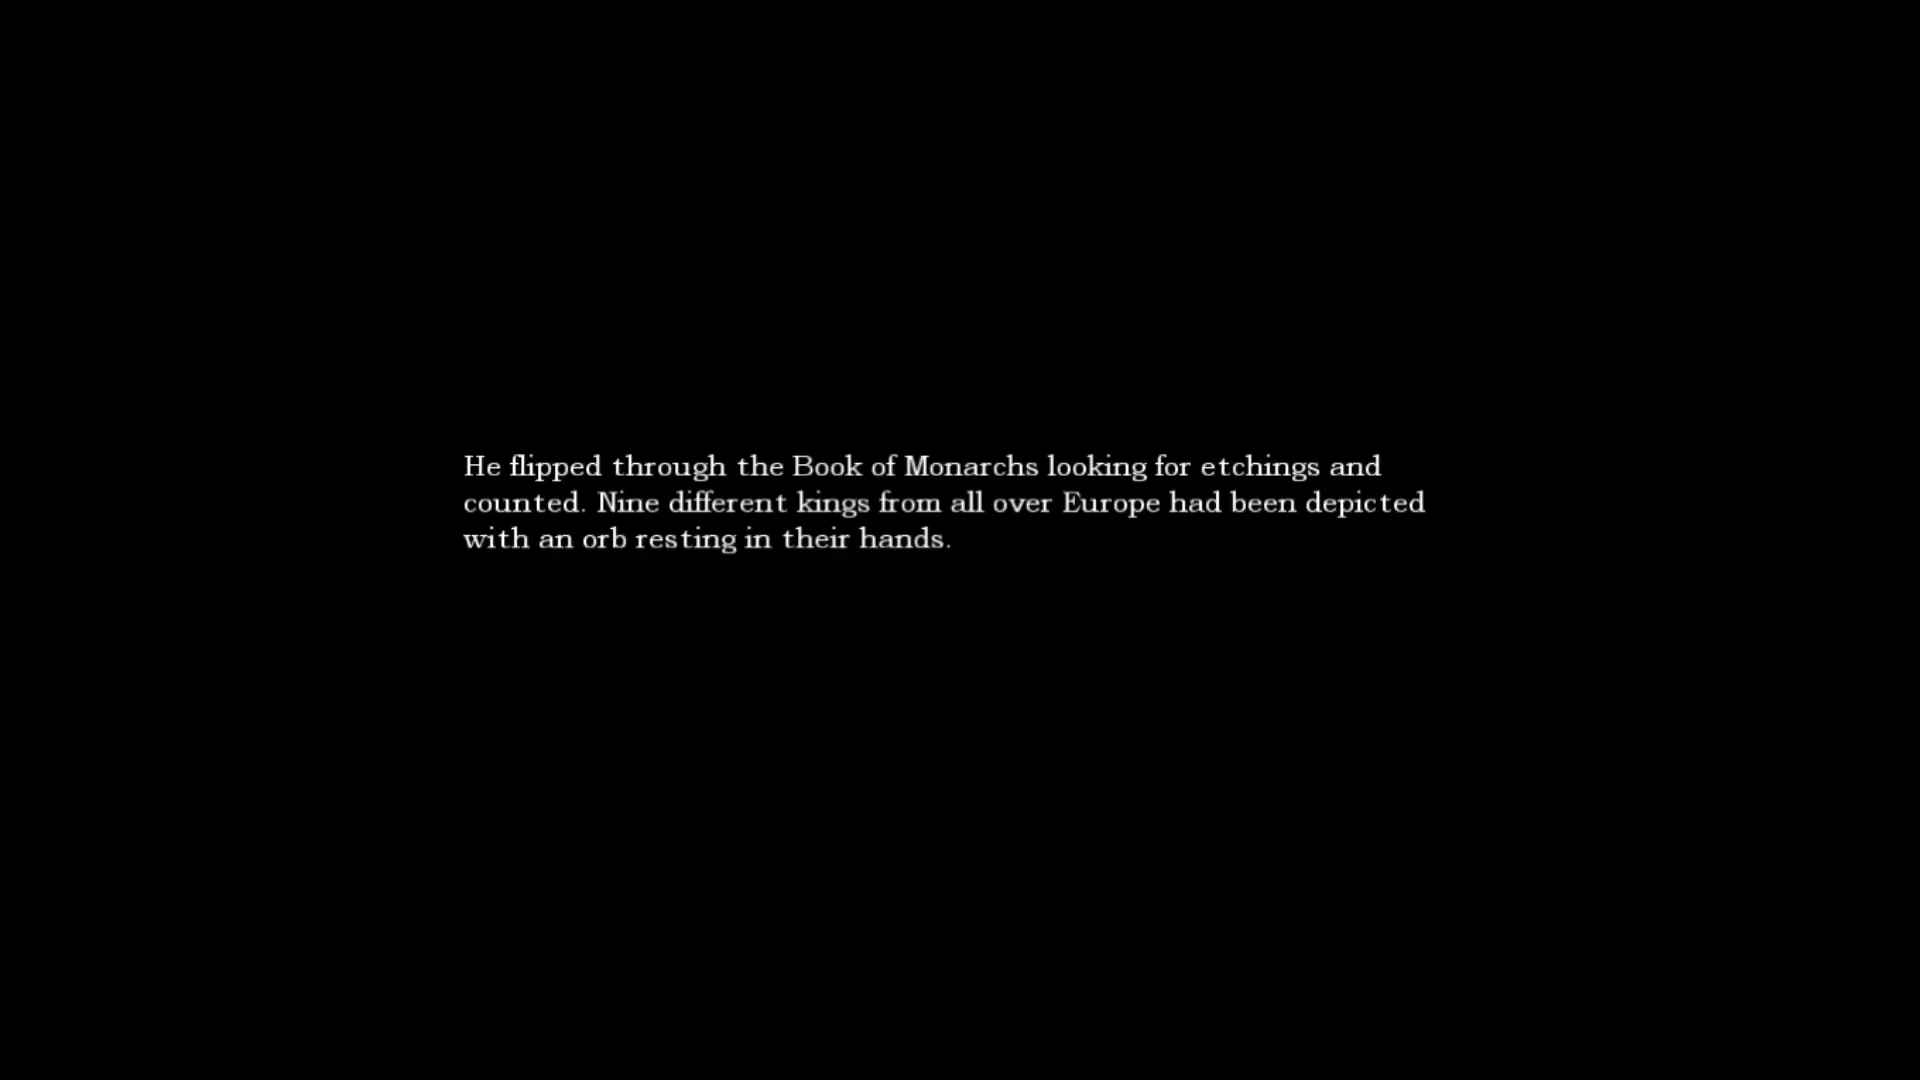 He flipped through the Book of Monarchs looking for etchings and
counted. Nine different kings from all over Europe had been depicted
with an orb resting in their hands.